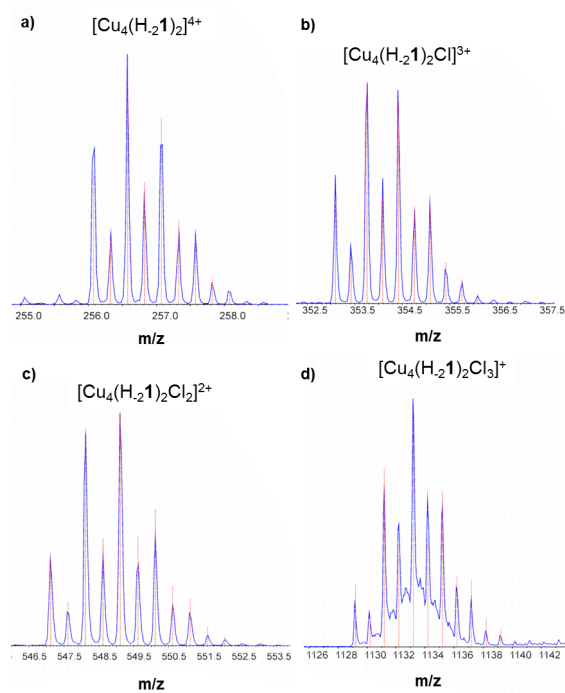 a)
[Cu₄(H₋₂1)₂]⁴⁺
255.0 256.0 257.0 258.0
m/z
b)
[Cu₄(H₋₂1)₂Cl]³⁺
352.5 353.5 354.5 355.5 356.5 357.5
m/z
c)
[Cu₄(H₋₂1)₂Cl₂]²⁺
546.5 547.5 548.5 549.5 550.5 551.5 552.5 553.5
m/z
d)
[Cu₄(H₋₂1)₂Cl₃]⁺
1126 1128 1130 1132 1134 1136 1138 1140 1142
m/z